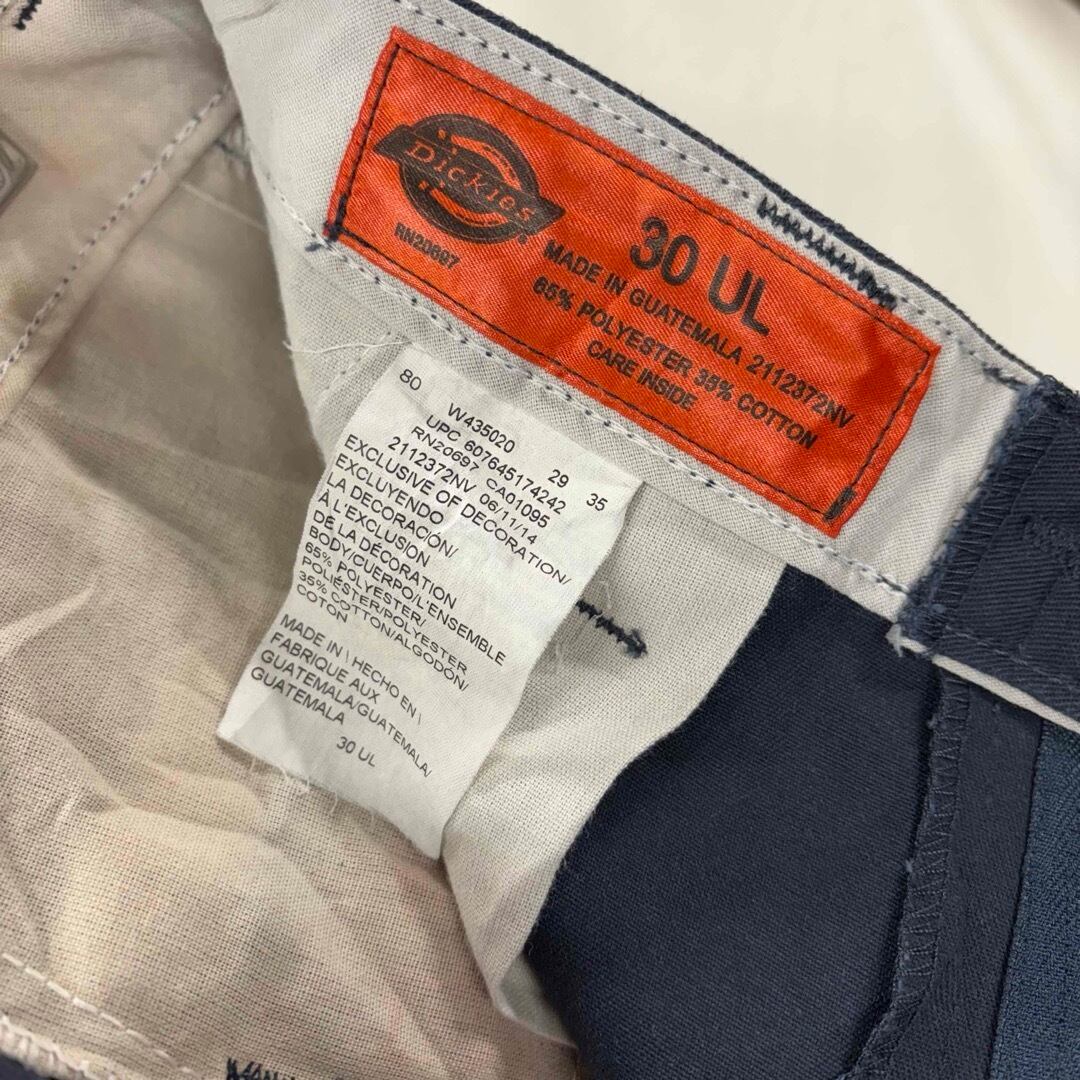 Dickies
RN20697
30 UL
MADE IN GUATEMALA 2112372NV
65% POLYESTER 35% COTTON
CARE INSIDE
80 W435020 29 35
UPC 607645174242
RN20697 CA01095
2112372NV 06/11/14
EXCLUSIVE OF DECORATION/
EXCLUYENDO
LA DECORACIÓN/
À L'EXCLUSION
DE LA DÉCORATION
BODY/CUERPO/L'ENSEMBLE
65% POLYESTER/
POLIÉSTER/POLYESTER
35% COTTON/ALGODÓN/
COTON
MADE IN \ HECHO EN \
FABRIQUE AUX
GUATEMALA/GUATEMALA/
GUATEMALA
30 UL